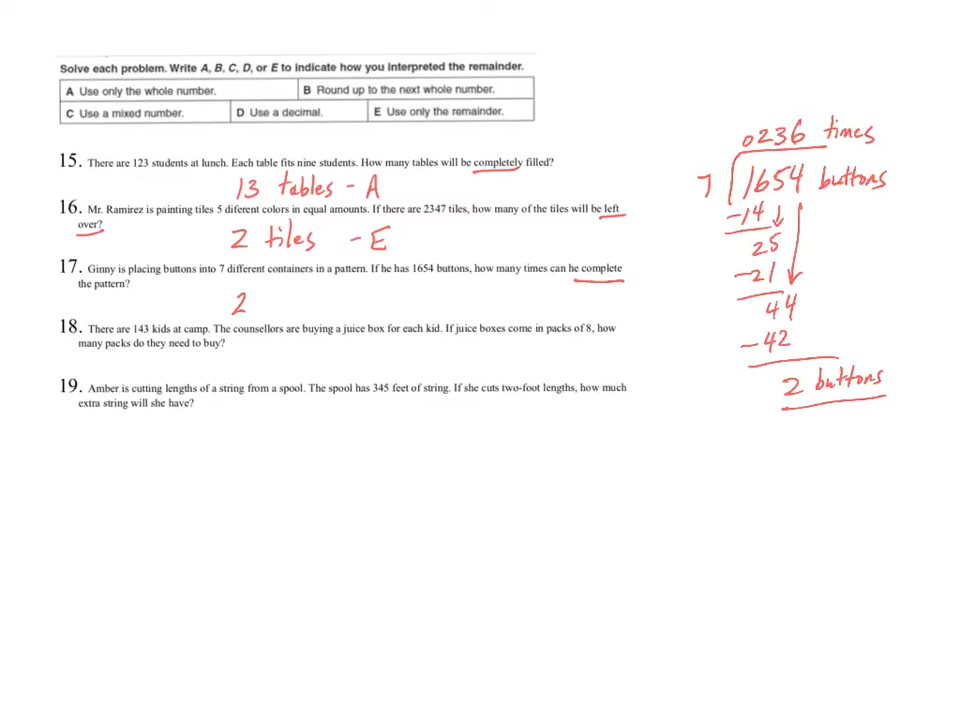 Solve each problem. Write A, B, C, D, or E to indicate how you interpreted the remainder.
A Use only the whole number. B Round up to the next whole number.
C Use a mixed number. D Use a decimal. E Use only the remainder.
15. There are 123 students at lunch. Each table fits nine students. How many tables will be completely filled?
13 tables - A
16. Mr. Ramirez is painting tiles 5 diferent colors in equal amounts. If there are 2347 tiles, how many of the tiles will be left
over?
2 tiles - E
17. Ginny is placing buttons into 7 different containers in a pattern. If he has 1654 buttons, how many times can he complete
the pattern?
2
18. There are 143 kids at camp. The counsellors are buying a juice box for each kid. If juice boxes come in packs of 8, how
many packs do they need to buy?
19. Amber is cutting lengths of a string from a spool. The spool has 345 feet of string. If she cuts two-foot lengths, how much
extra string will she have?
0236 times
7 1654 buttons
-14
25
-21
44
-42
2 buttons